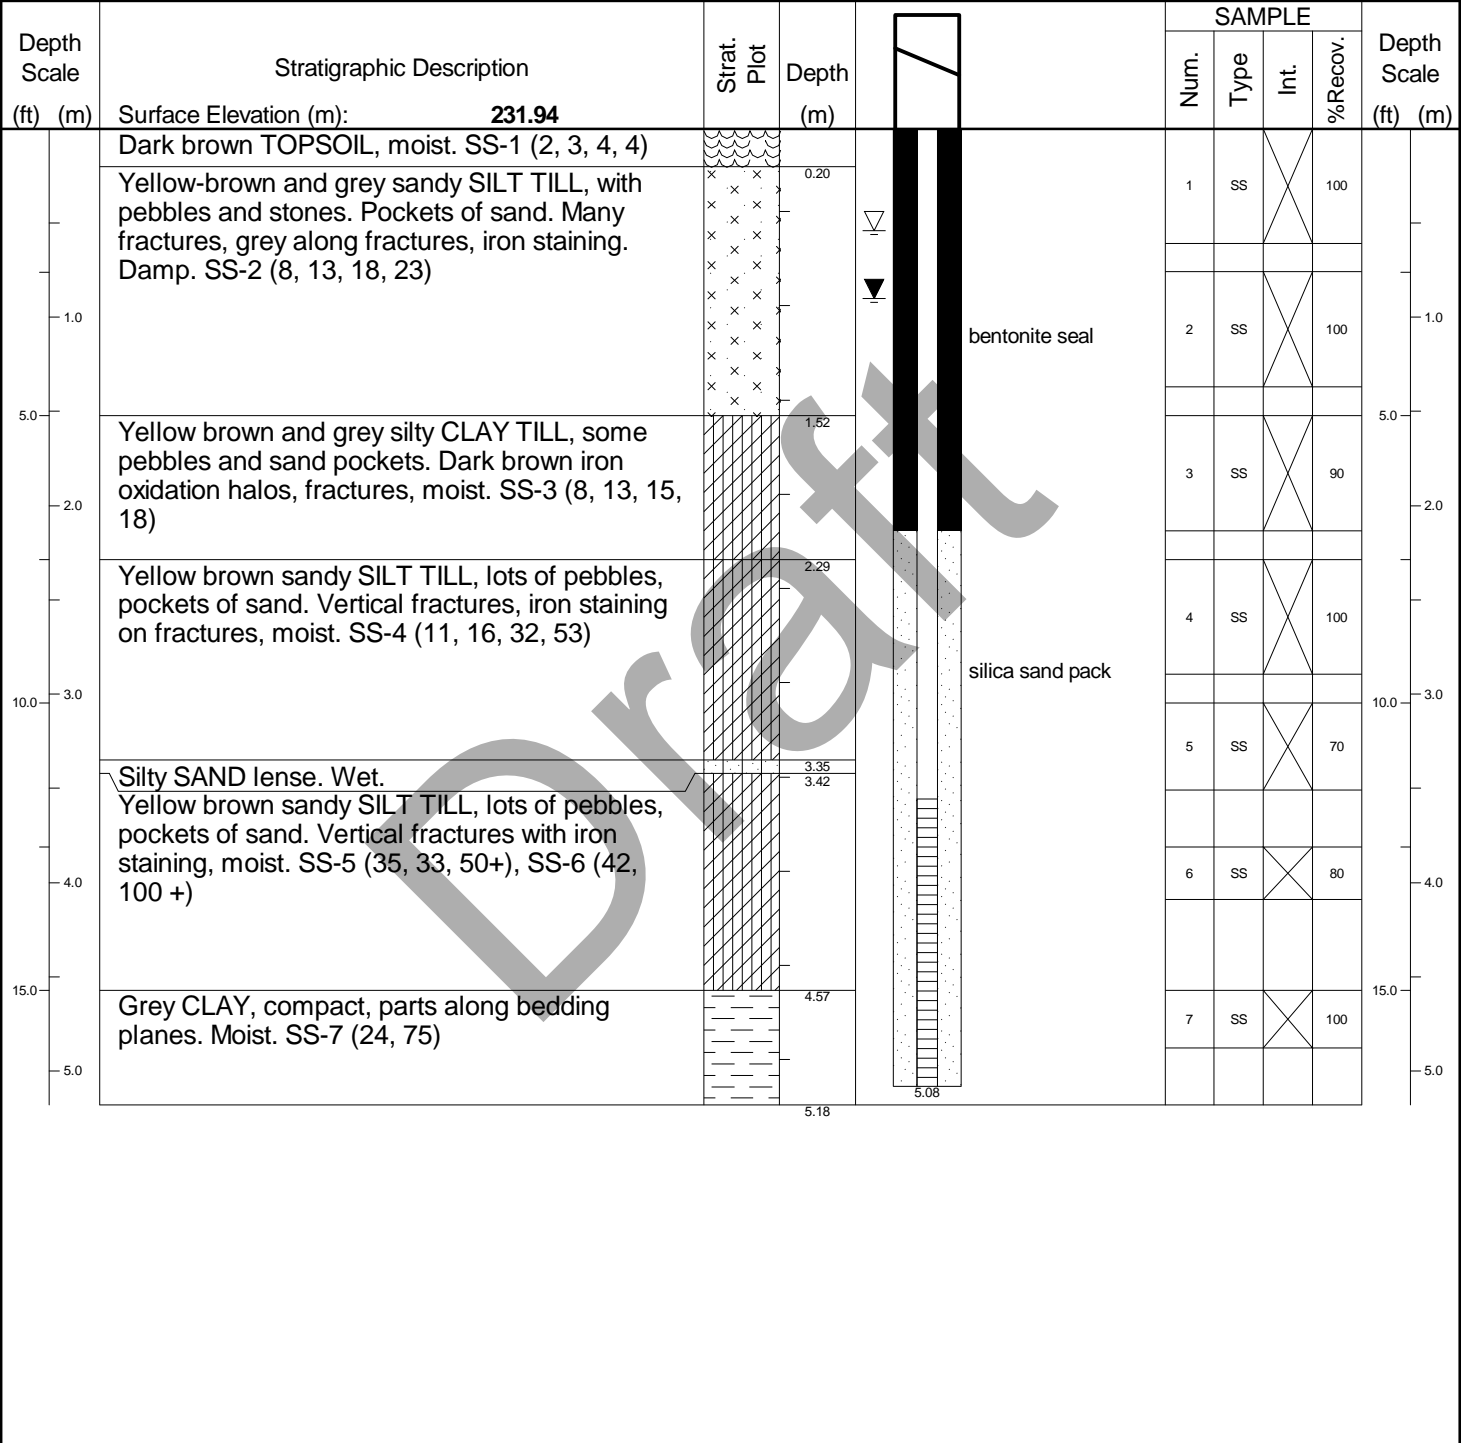 Depth
Scale
(ft) (m)
Stratigraphic Description
Surface Elevation (m): 231.94
Strat.
Plot
Depth
(m)
SAMPLE
Num.
Type
Int.
%Recov.
Depth
Scale
(ft) (m)
Dark brown TOPSOIL, moist. SS-1 (2, 3, 4, 4)
0.20
Yellow-brown and grey sandy SILT TILL, with
pebbles and stones. Pockets of sand. Many
fractures, grey along fractures, iron staining.
Damp. SS-2 (8, 13, 18, 23)
1 SS 100
1.0
bentonite seal
2 SS 100
1.0
5.0
1.52
5.0
Yellow brown and grey silty CLAY TILL, some
pebbles and sand pockets. Dark brown iron
oxidation halos, fractures, moist. SS-3 (8, 13, 15,
18)
3 SS 90
2.0
2.0
2.29
Yellow brown sandy SILT TILL, lots of pebbles,
pockets of sand. Vertical fractures, iron staining
on fractures, moist. SS-4 (11, 16, 32, 53)
4 SS 100
silica sand pack
3.0
3.0
10.0
10.0
5 SS 70
3.35
Silty SAND lense. Wet.
3.42
Yellow brown sandy SILT TILL, lots of pebbles,
pockets of sand. Vertical fractures with iron
staining, moist. SS-5 (35, 33, 50+), SS-6 (42,
100 +)
6 SS 80
4.0
4.0
15.0
15.0
4.57
Grey CLAY, compact, parts along bedding
planes. Moist. SS-7 (24, 75)
7 SS 100
5.0
5.0
5.08
5.18
Draft